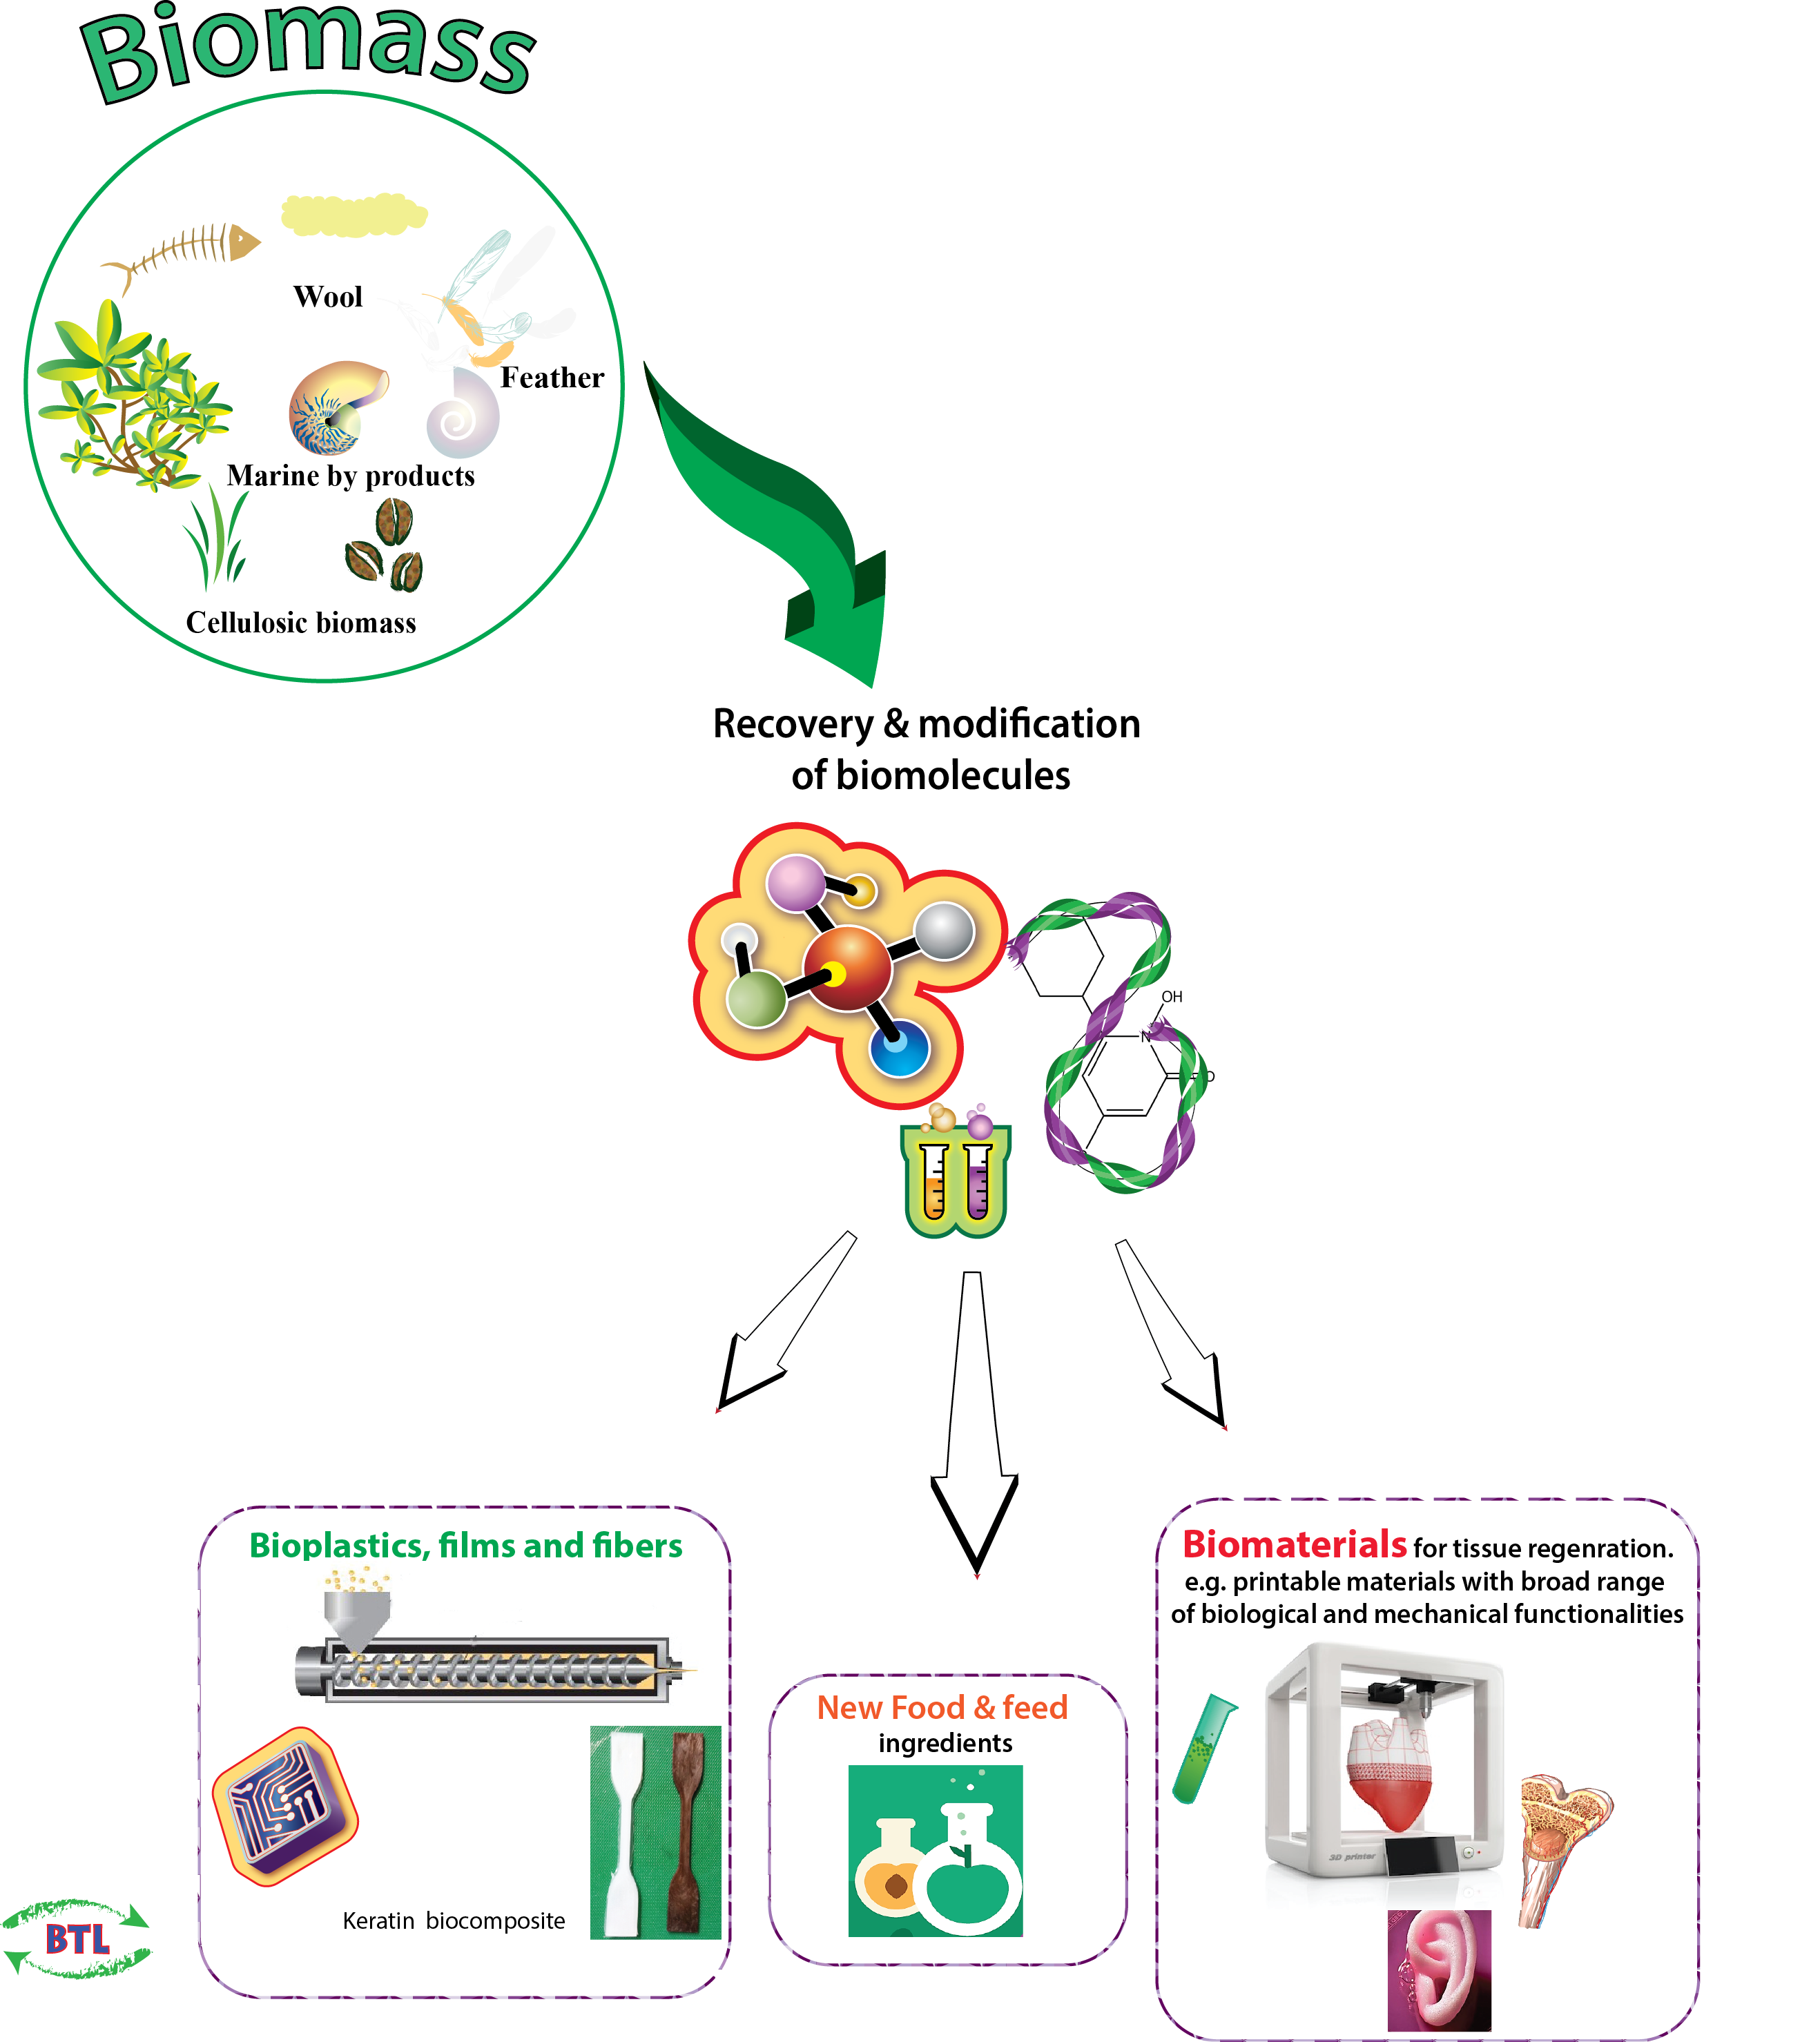 Biomass
Wool
Feather
Marine by products
Cellulosic biomass
Recovery & modification
of biomolecules
OH
N
O
Bioplastics, films and fibers
Keratin biocomposite
New Food & feed
ingredients
Biomaterials for tissue regenration.
e.g. printable materials with broad range
of biological and mechanical functionalities
3D printer
BTL